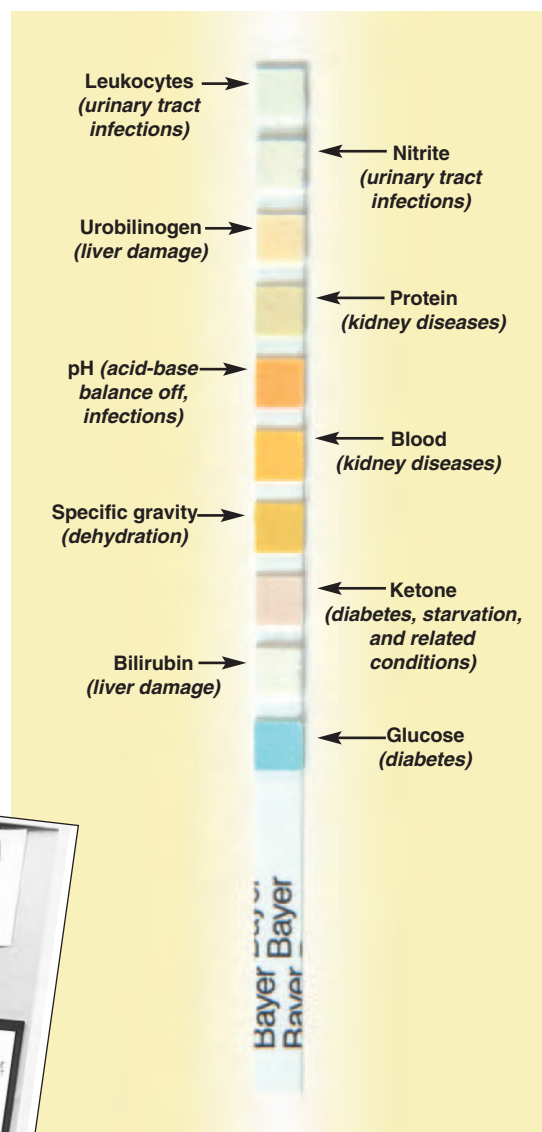 Leukocytes
(urinary tract
infections)
Nitrite
(urinary tract
infections)
Urobilinogen
(liver damage)
Protein
(kidney diseases)
pH (acid-base
balance off,
infections)
Blood
(kidney diseases)
Specific gravity
(dehydration)
Ketone
(diabetes, starvation,
and related
conditions)
Bilirubin
(liver damage)
Glucose
(diabetes)
Bayer Bayer
Bayer